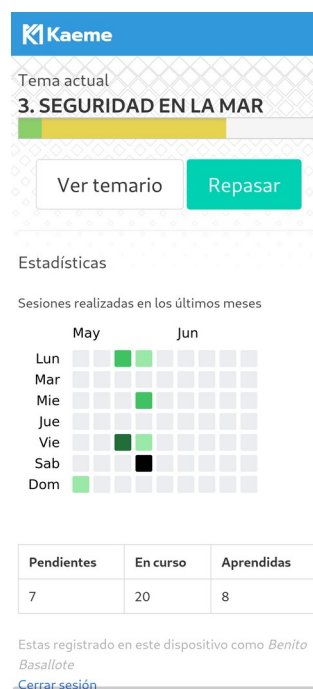 Kaeme
Tema actual
3. SEGURIDAD EN LA MAR
Ver temario
Repasar
Estadísticas
Sesiones realizadas en los últimos meses
May Jun
Lun
Mar
Mie
Jue
Vie
Sab
Dom
Pendientes En curso Aprendidas
7 20 8
Estas registrado en este dispositivo como Benito
Basallote
Cerrar sesión